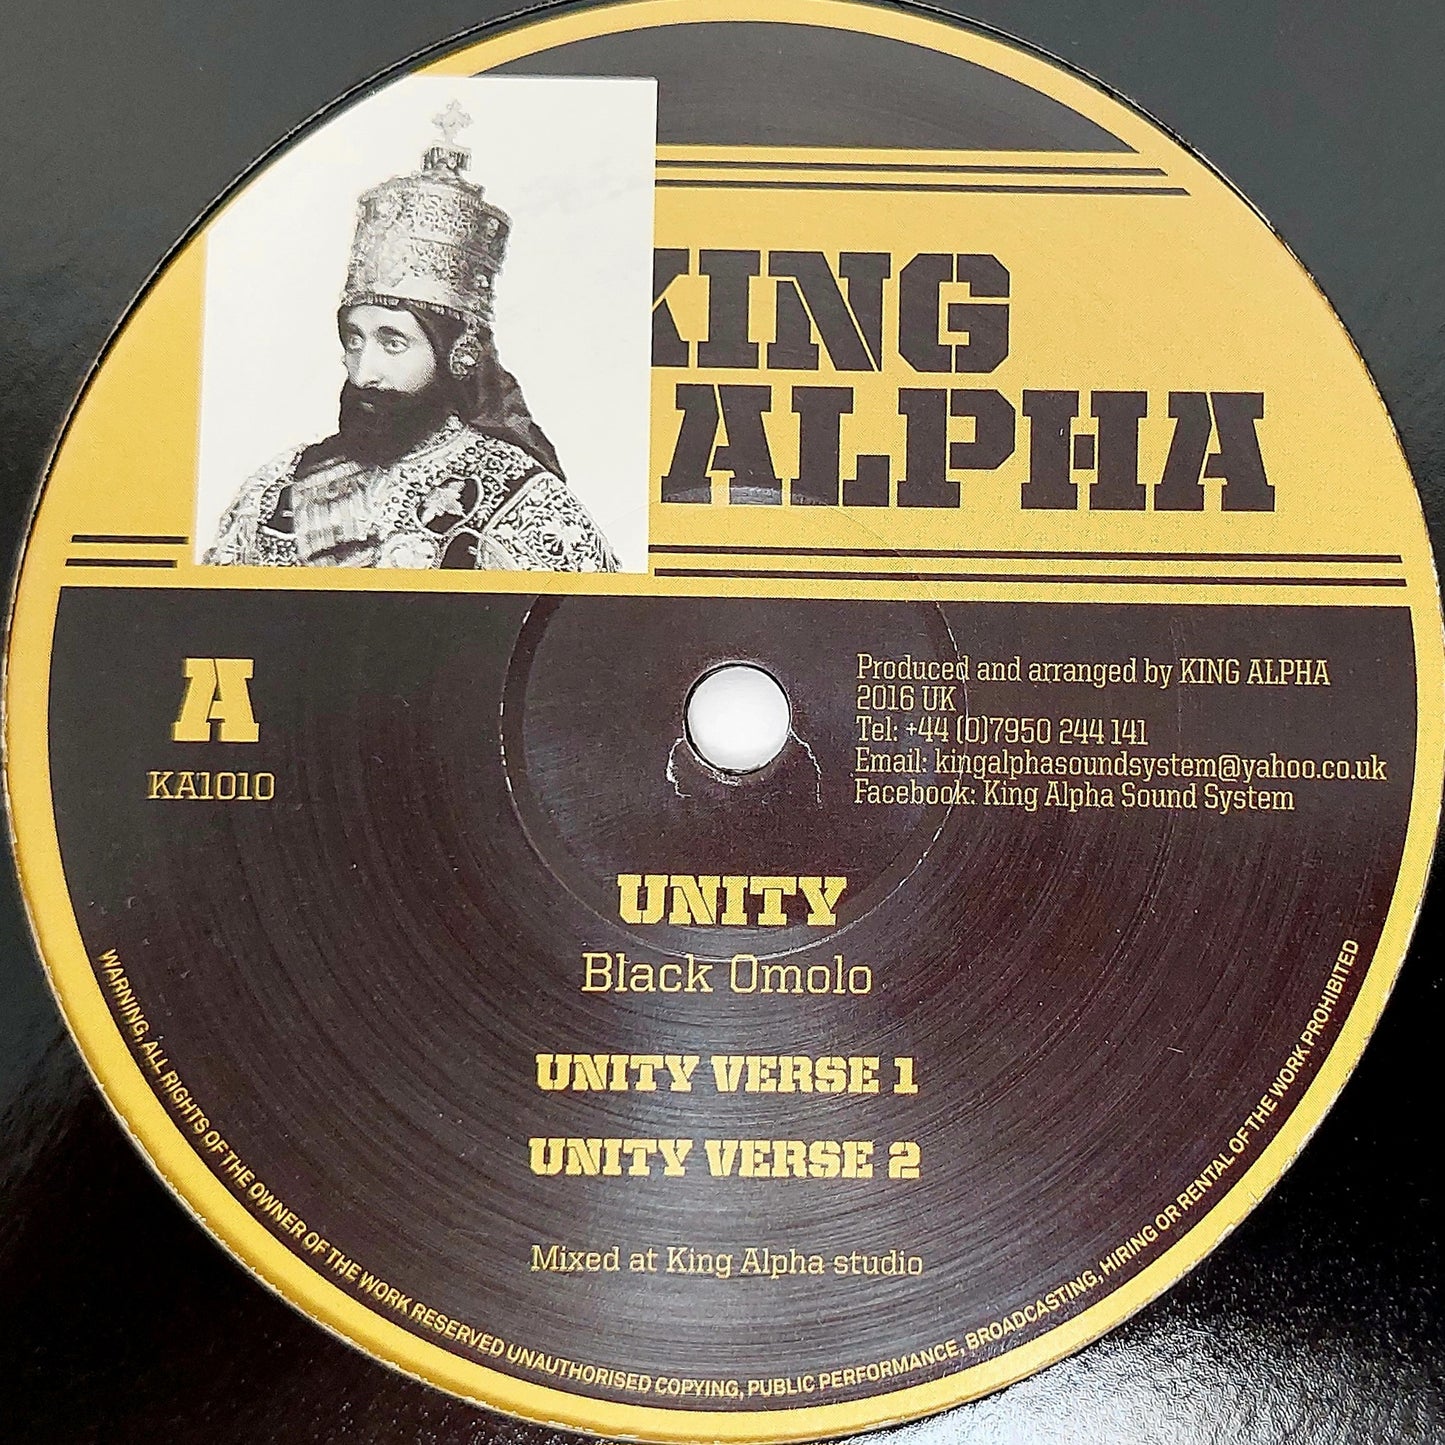 KING
ALPHA
A
KA1010
Produced and arranged by KING ALPHA
2016 UK
Tel: +44 (0)7950 244 141
Email: kingalphasoundsystem@yahoo.co.uk
Facebook: King Alpha Sound System
UNITY
Black Omolo
UNITY VERSE 1
UNITY VERSE 2
Mixed at King Alpha studio
WARNING, ALL RIGHTS OF THE OWNER OF THE WORK RESERVED UNAUTHORISED COPYING, PUBLIC PERFORMANCE, BROADCASTING, HIRING OR RENTAL OF THE WORK PROHIBITED